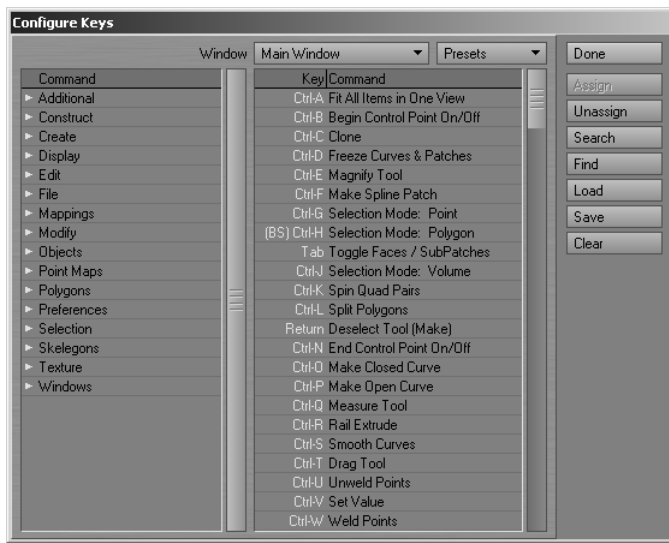 Configure Keys
Window Main Window Presets
Command
Additional
Construct
Create
Display
Edit
File
Mappings
Modify
Objects
Point Maps
Polygons
Preferences
Selection
Skelegons
Texture
Windows
Key Command
Ctrl-A Fit All Items in One View
Ctrl-B Begin Control Point On/Off
Ctrl-C Clone
Ctrl-D Freeze Curves & Patches
Ctrl-E Magnify Tool
Ctrl-F Make Spline Patch
Ctrl-G Selection Mode: Point
(BS) Ctrl-H Selection Mode: Polygon
Tab Toggle Faces / SubPatches
Ctrl-J Selection Mode: Volume
Ctrl-K Spin Quad Pairs
Ctrl-L Split Polygons
Return Deselect Tool (Make)
Ctrl-N End Control Point On/Off
Ctrl-O Make Closed Curve
Ctrl-P Make Open Curve
Ctrl-Q Measure Tool
Ctrl-R Rail Extrude
Ctrl-S Smooth Curves
Ctrl-T Drag Tool
Ctrl-U Unweld Points
Ctrl-V Set Value
Ctrl-W Weld Points
Done
Assign
Unassign
Search
Find
Load
Save
Clear